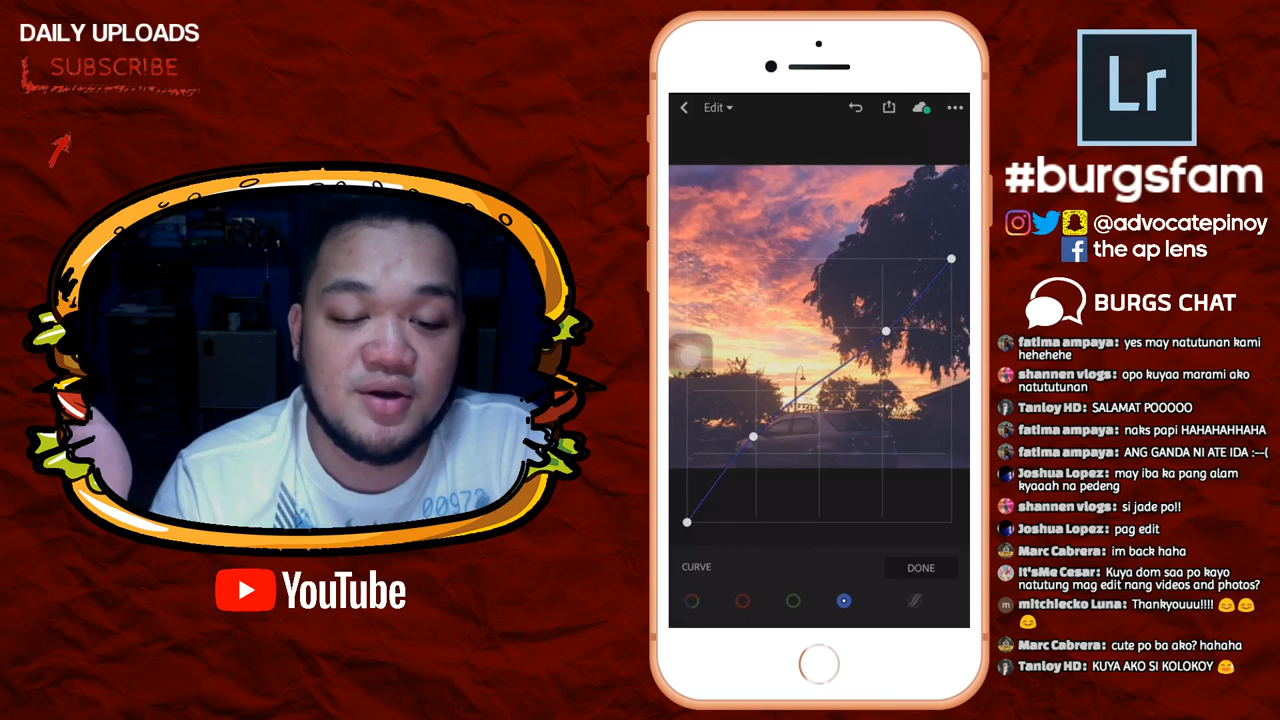 DAILY UPLOADS
SUBSCRIBE
00972
YouTube
Edit
CURVE
DONE
Lr
#burgsfam
@advocatepinoy
the ap lens
BURGS CHAT
fatima ampaya: yes may natutunan kami
hehehehe
shannen vlogs: opo kuyaa marami ako
natututunan
Tanloy HD: SALAMAT POOOOO
fatima ampaya: naks papi HAHAHAHHAHA
fatima ampaya: ANG GANDA NI ATE IDA :--(
Joshua Lopez: may iba ka pang alam
kyaaah na pedeng
shannen vlogs: si jade po!!
Joshua Lopez: pag edit
Marc Cabrera: im back haha
It'sMe Cesar: Kuya dom saa po kayo
natutung mag edit nang videos and photos?
m mitchiecko Luna: Thankyouuu!!!! 😊 😊
😊
Marc Cabrera: cute po ba ako? hahaha
Tanloy HD: KUYA AKO SI KOLOKOY 😊